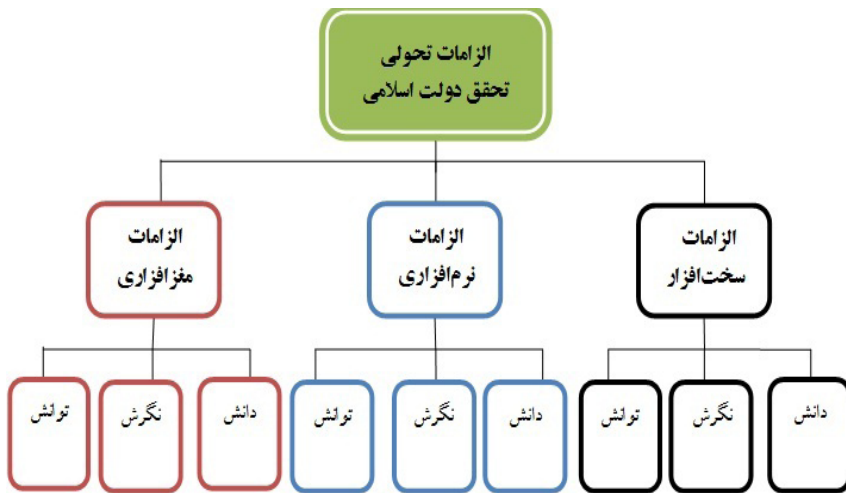 الزامات تحولی
تحقق دولت اسلامی
الزامات
سخت‌افزار
الزامات
نرم‌افزاری
الزامات
مغزافزاری
دانش
نگرش
توانش
دانش
نگرش
توانش
دانش
نگرش
توانش